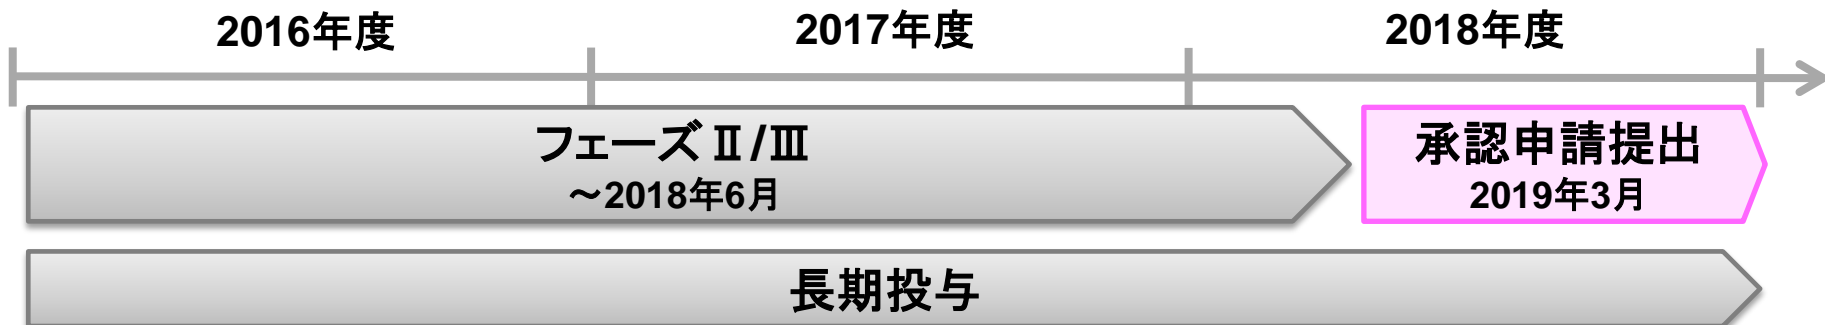 2016年度
2017年度
2018年度
フェーズⅡ/Ⅲ
～2018年6月
承認申請提出
2019年3月
長期投与